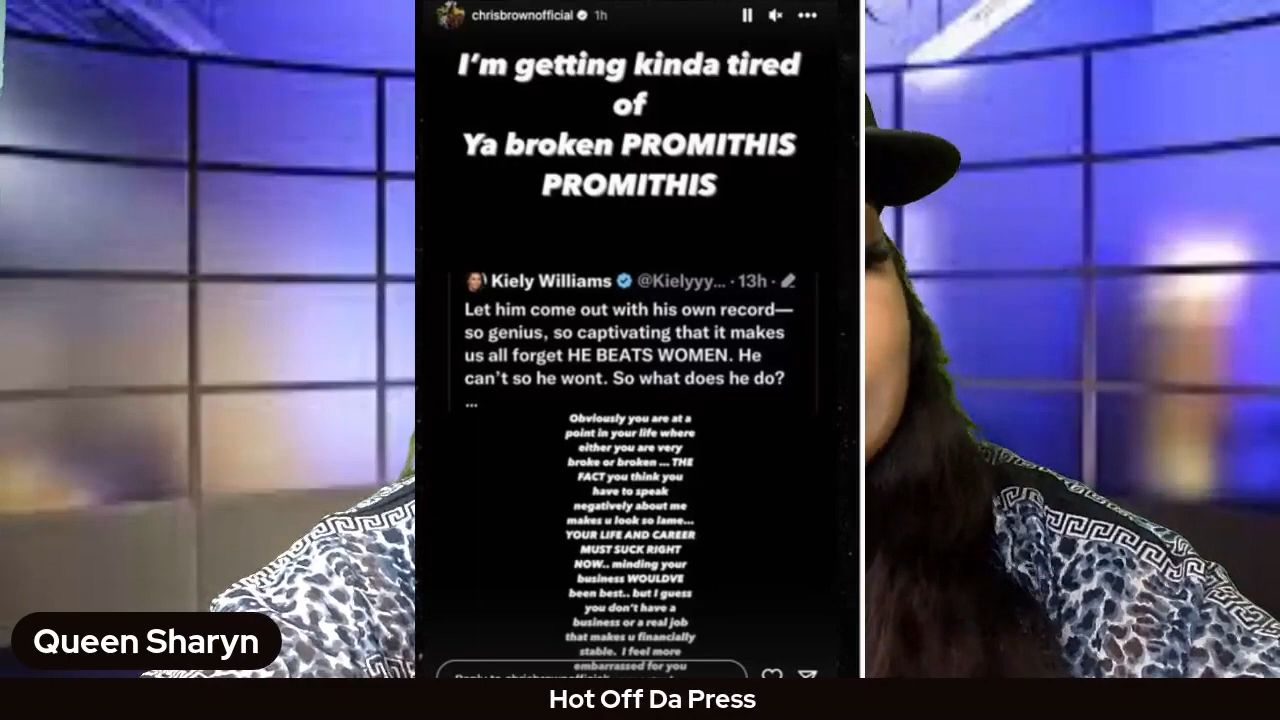 chrisbrownofficial 1h
I'm getting kinda tired
of
Ya broken PROMITHIS
PROMITHIS
Kiely Williams @Kielyyy... · 13h ·
Let him come out with his own record—
so genius, so captivating that it makes
us all forget HE BEATS WOMEN. He
can't so he wont. So what does he do?
...
Obviously you are at a
point in your life where
either you are very
broke or broken ... THE
FACT you think you
have to speak
negatively about me
makes u look so lame...
YOUR LIFE AND CAREER
MUST SUCK RIGHT
NOW.. minding your
business WOULDVE
been best.. but I guess
you don't have a
business or a real job
that makes u financially
stable. I feel more
embarrassed for you
Queen Sharyn
Hot Off Da Press